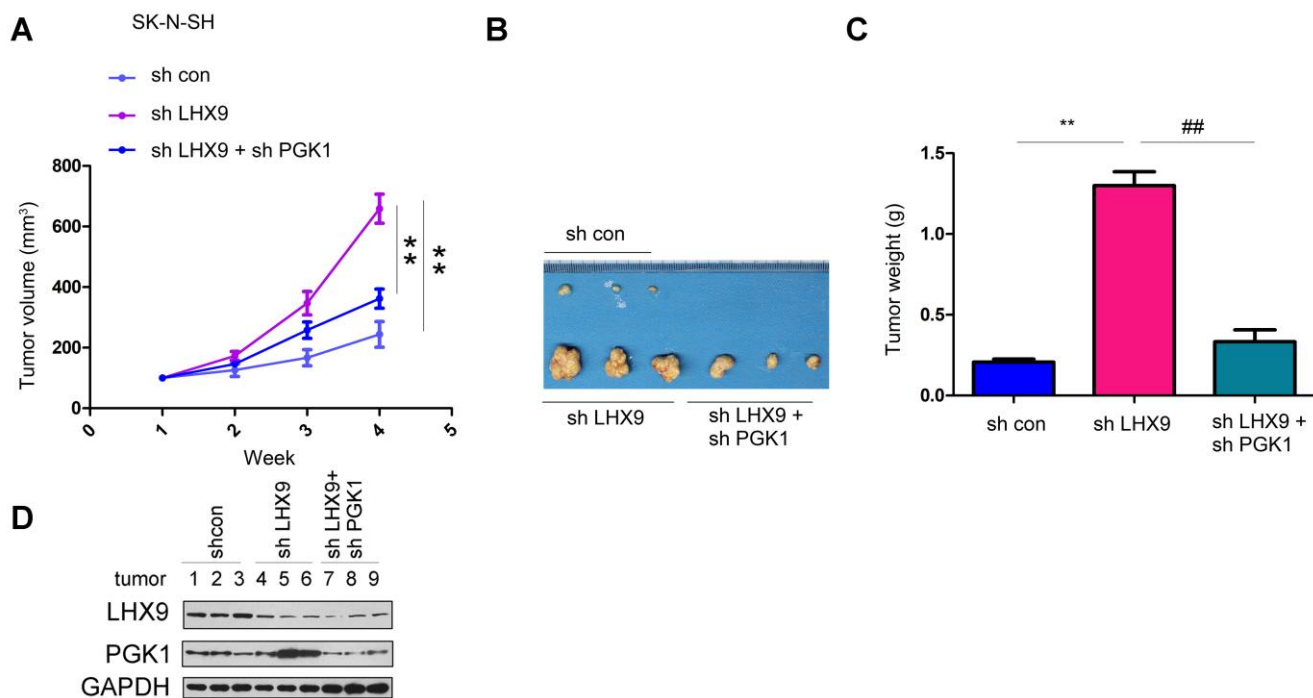 A
SK-N-SH
sh con
sh LHX9
sh LHX9 + sh PGK1
Tumor volume (mm³)
800
600
400
200
0
0
1
2
3
4
5
Week
**
**
B
sh con
sh LHX9
sh LHX9 +
sh PGK1
C
**
##
Tumor weight (g)
1.5
1.0
0.5
0.0
sh con
sh LHX9
sh LHX9 +
sh PGK1
D
shcon
sh LHX9
sh LHX9+
sh PGK1
tumor 1 2 3 4 5 6 7 8 9
LHX9
PGK1
GAPDH